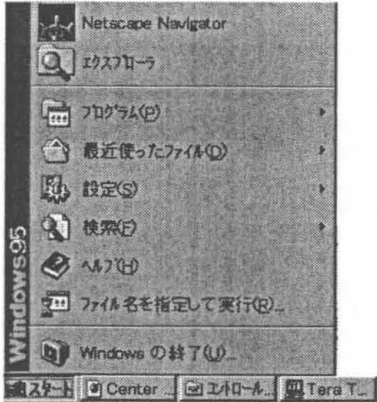 Netscape Navigator
エクスプローラ
プログラム(P)
最近使ったファイル(D)
設定(S)
検索(F)
ヘルプ(H)
ファイル名を指定して実行(R)...
Windows の終了(U)...
Windows95
スタート Center ... コントロール... Tera T...